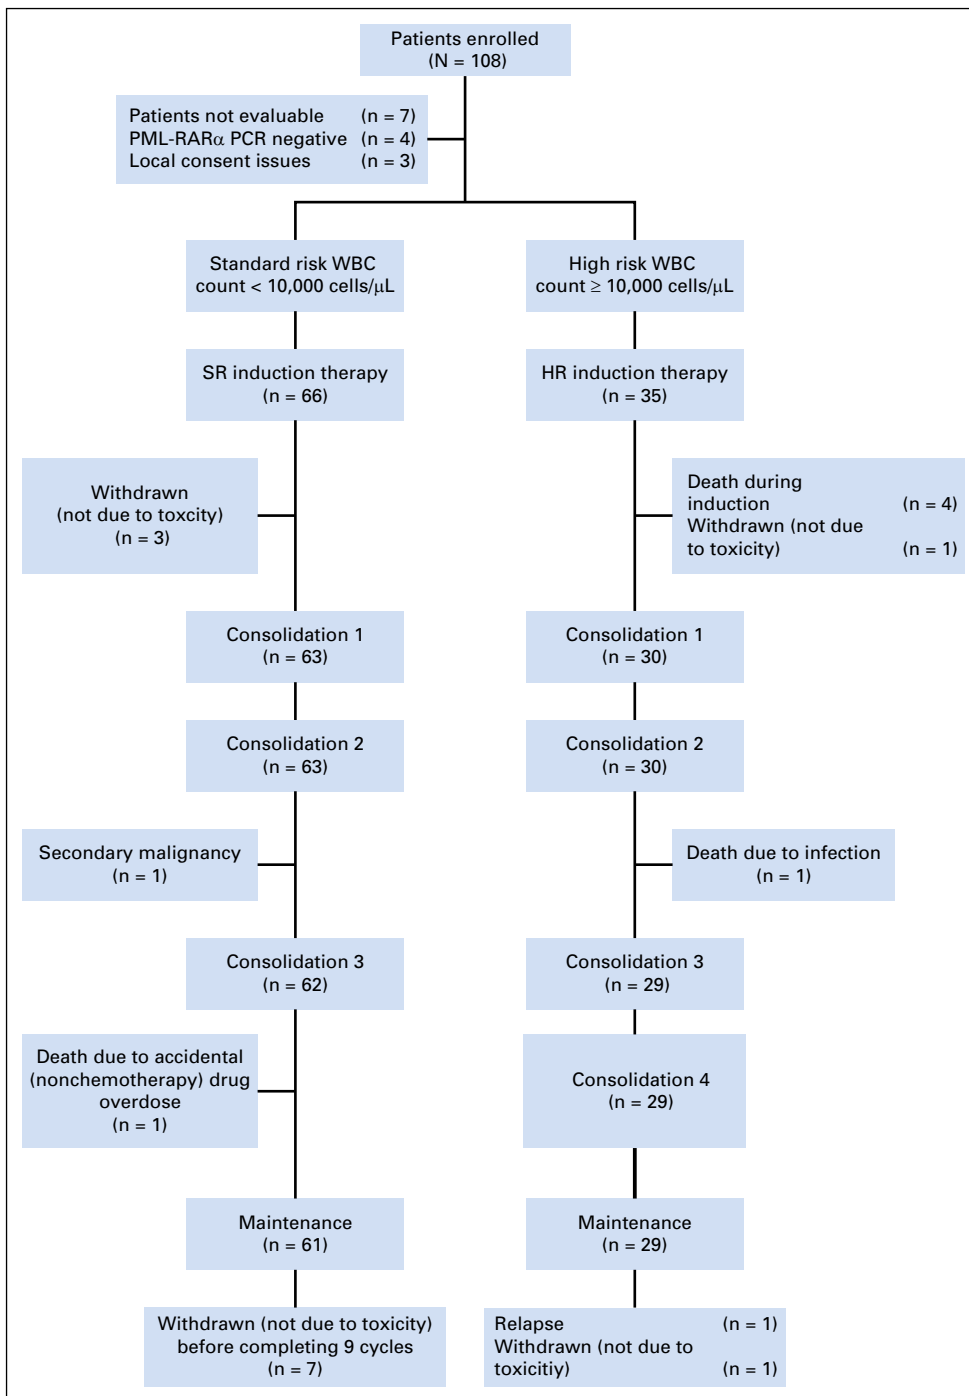 Patients enrolled
(N = 108)
Patients not evaluable (n = 7)
PML-RARα PCR negative (n = 4)
Local consent issues (n = 3)
Standard risk WBC
count < 10,000 cells/μL
High risk WBC
count ≥ 10,000 cells/μL
SR induction therapy
(n = 66)
HR induction therapy
(n = 35)
Withdrawn
(not due to toxcity)
(n = 3)
Death during
induction (n = 4)
Withdrawn (not due
to toxicity) (n = 1)
Consolidation 1
(n = 63)
Consolidation 1
(n = 30)
Consolidation 2
(n = 63)
Consolidation 2
(n = 30)
Secondary malignancy
(n = 1)
Death due to infection
(n = 1)
Consolidation 3
(n = 62)
Consolidation 3
(n = 29)
Death due to accidental
(nonchemotherapy) drug
overdose
(n = 1)
Consolidation 4
(n = 29)
Maintenance
(n = 61)
Maintenance
(n = 29)
Withdrawn (not due to toxicity)
before completing 9 cycles
(n = 7)
Relapse (n = 1)
Withdrawn (not due to
toxicitiy) (n = 1)